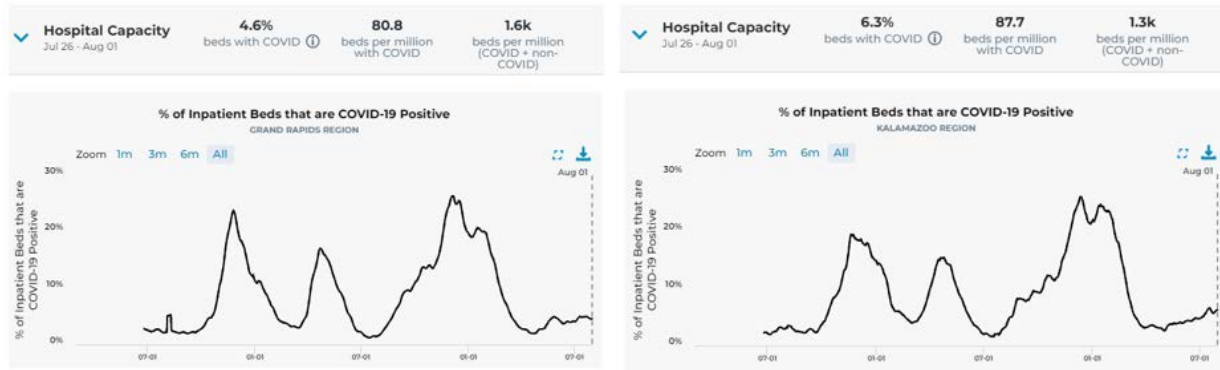 Hospital Capacity
Jul 26 - Aug 01
4.6%
beds with COVID ⓘ
80.8
beds per million
with COVID
1.6k
beds per million
(COVID + non-
COVID)
% of Inpatient Beds that are COVID-19 Positive
GRAND RAPIDS REGION
Zoom 1m 3m 6m All
Aug 01
% of Inpatient Beds that are
COVID-19 Positive
30%
20%
10%
0%
07-01 01-01 07-01 01-01 07-01
Hospital Capacity
Jul 26 - Aug 01
6.3%
beds with COVID ⓘ
87.7
beds per million
with COVID
1.3k
beds per million
(COVID + non-
COVID)
% of Inpatient Beds that are COVID-19 Positive
KALAMAZOO REGION
Zoom 1m 3m 6m All
Aug 01
% of Inpatient Beds that are
COVID-19 Positive
30%
20%
10%
0%
07-01 01-01 07-01 01-01 07-01